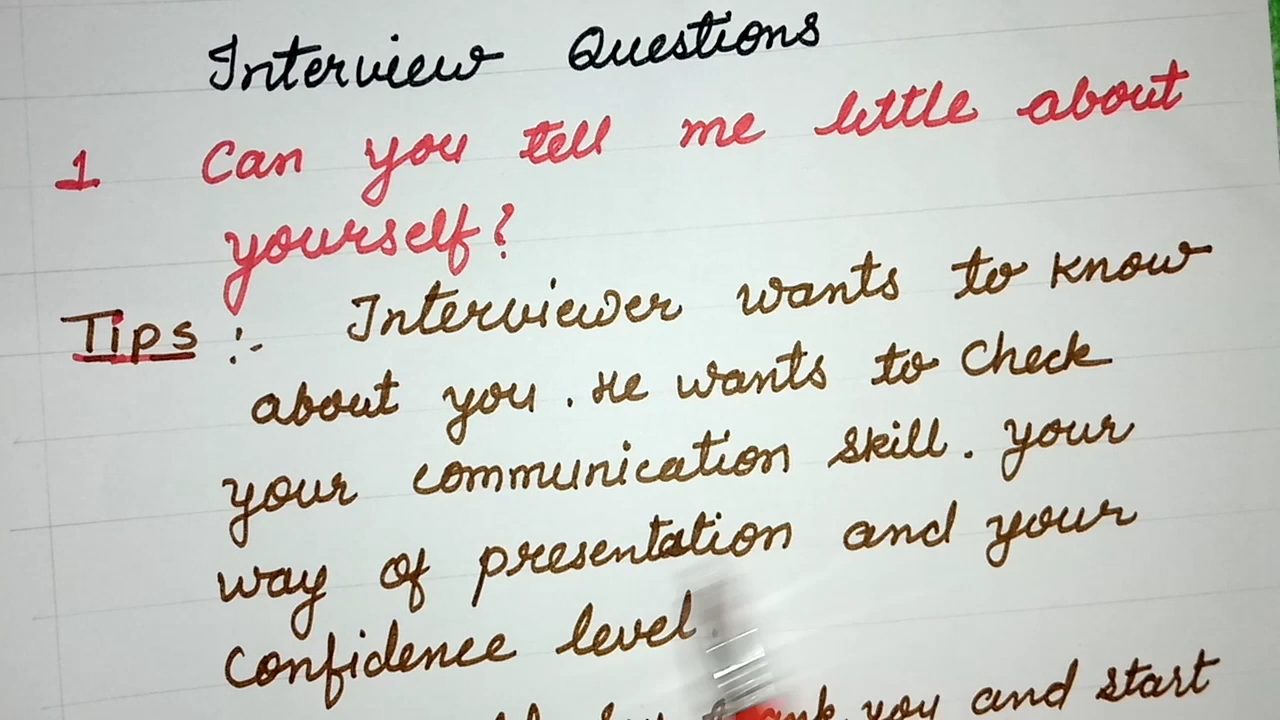 Interview Questions
1 Can you tell me little about
yourself?
Tips :- Interviewer wants to know
about you. He wants to Check
your communication skill. your
way of presentation and your
Confidence level.
you and start